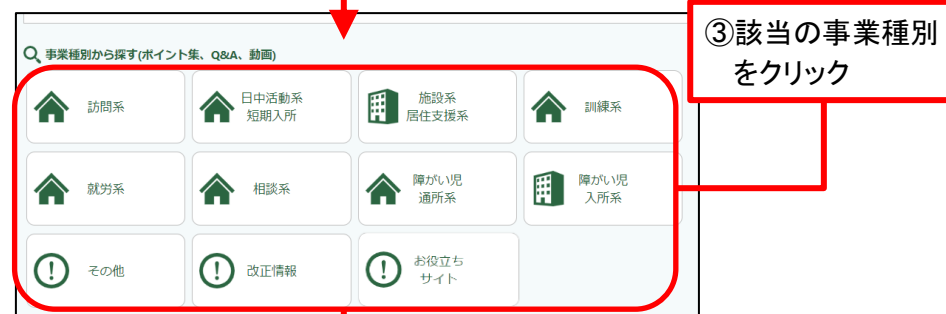 ③該当の事業種別
をクリック
事業種別から探す(ポイント集、Q&A、動画)
訪問系
日中活動系
短期入所
施設系
居住支援系
訓練系
就労系
相談系
障がい児
通所系
障がい児
入所系
その他
改正情報
お役立ち
サイト